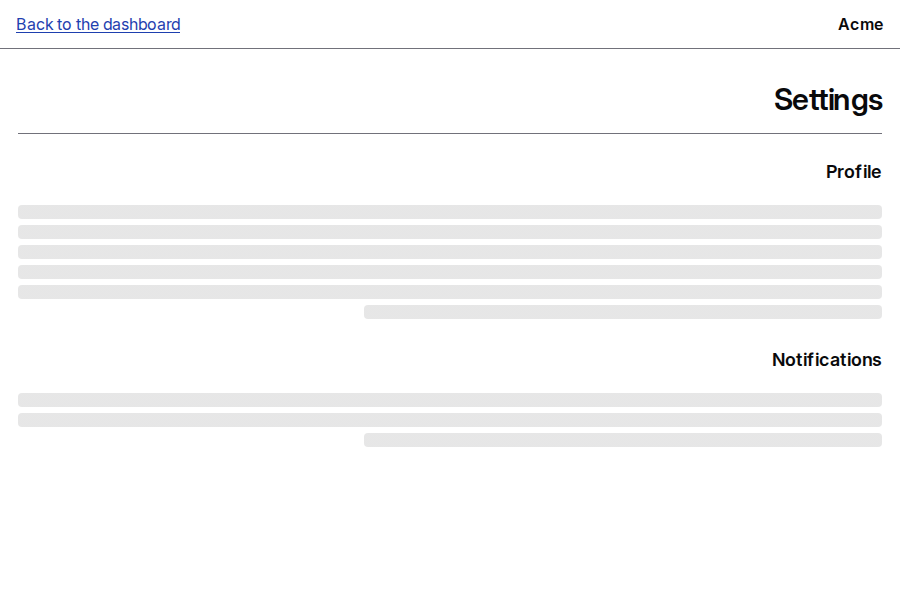 Acme
Back to the dashboard
Settings
Profile
Notifications